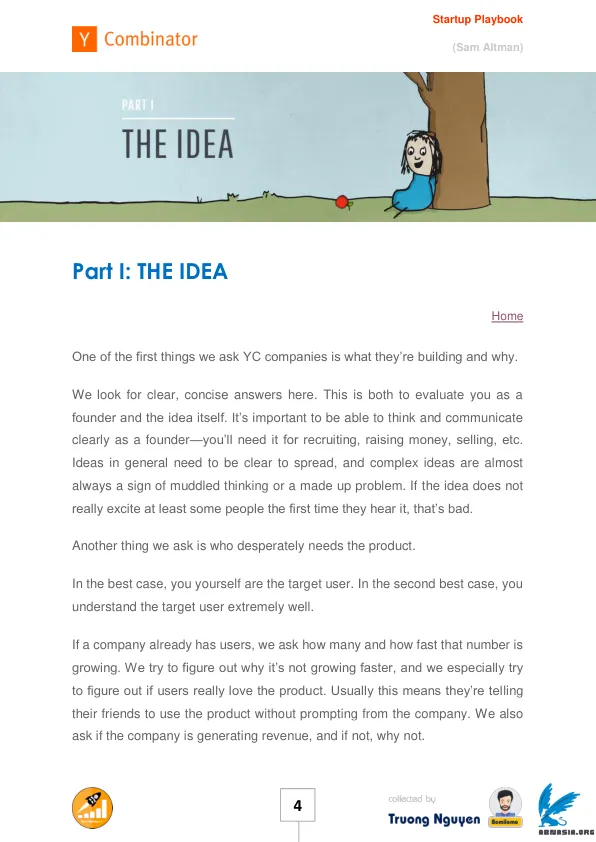 Startup Playbook
Y Combinator
(Sam Altman)
PART I
THE IDEA
Part I: THE IDEA
Home
One of the first things we ask YC companies is what they’re building and why.
We look for clear, concise answers here. This is both to evaluate you as a
founder and the idea itself. It’s important to be able to think and communicate
clearly as a founder—you’ll need it for recruiting, raising money, selling, etc.
Ideas in general need to be clear to spread, and complex ideas are almost
always a sign of muddled thinking or a made up problem. If the idea does not
really excite at least some people the first time they hear it, that’s bad.
Another thing we ask is who desperately needs the product.
In the best case, you yourself are the target user. In the second best case, you
understand the target user extremely well.
If a company already has users, we ask how many and how fast that number is
growing. We try to figure out why it’s not growing faster, and we especially try
to figure out if users really love the product. Usually this means they’re telling
their friends to use the product without prompting from the company. We also
ask if the company is generating revenue, and if not, why not.
4
collected by
Truong Nguyen
ABNASIA.ORG